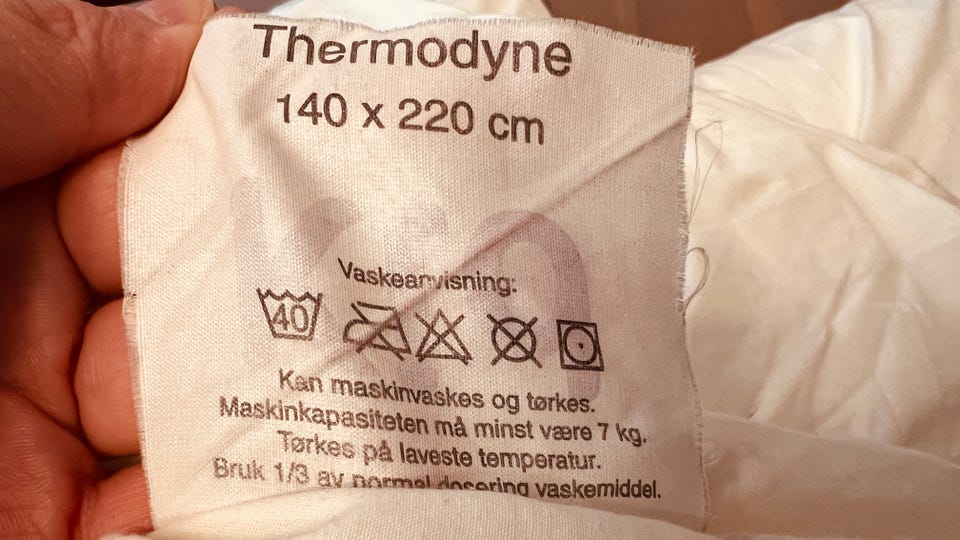 Thermodyne
140 x 220 cm
Vaskeanvisning:
40
Kan maskinvaskes og tørkes.
Maskinkapasiteten må minst være 7 kg.
Tørkes på laveste temperatur.
Bruk 1/3 av normal dosering vaskemiddel.